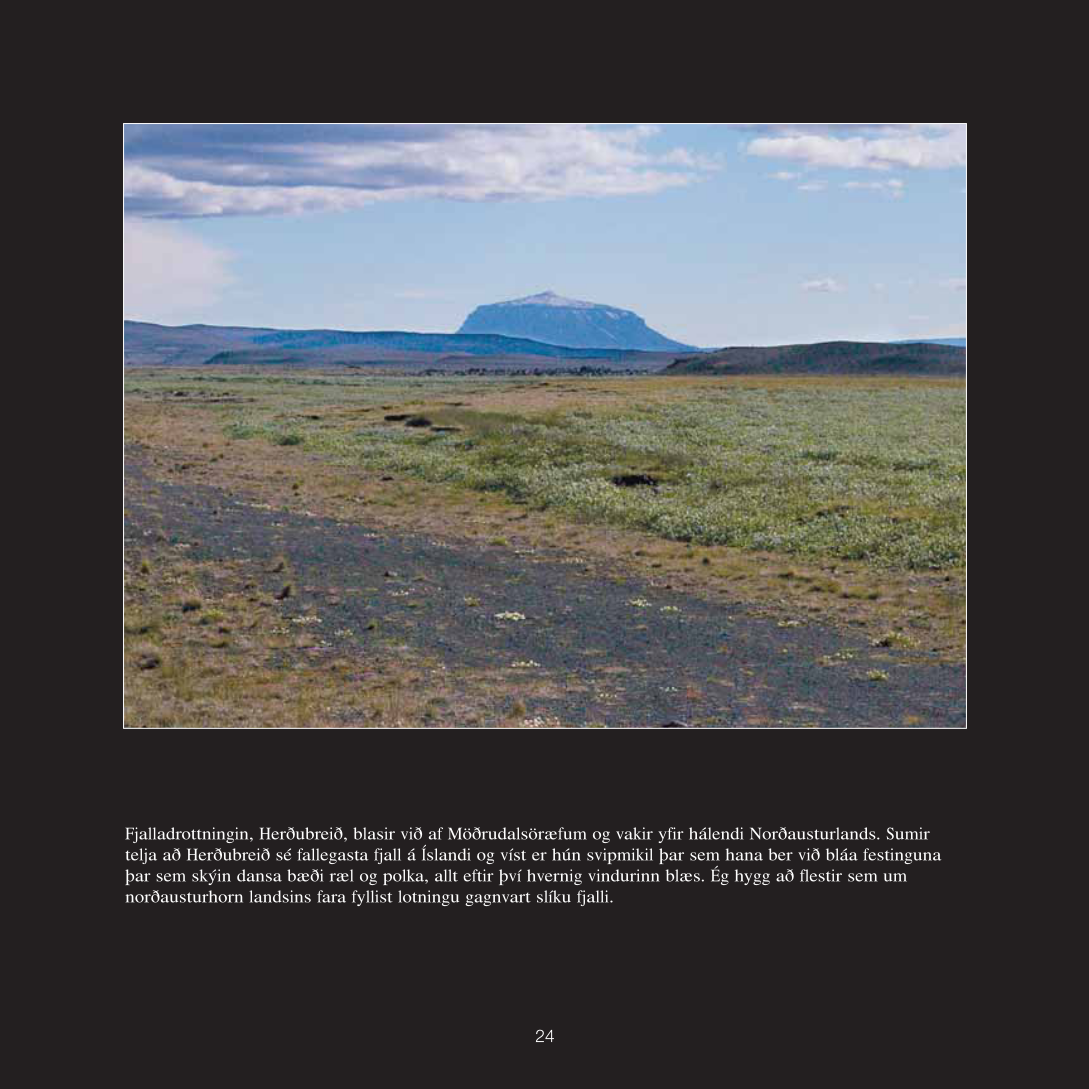 Fjalladrottningin, Herðubreið, blasir við af Möðrudalsöræfum og vakir yfir hálendi Norðausturlands. Sumir
telja að Herðubreið sé fallegasta fjall á Íslandi og víst er hún svipmikil þar sem hana ber við bláa festinguna
þar sem skýin dansa bæði ræl og polka, allt eftir því hvernig vindurinn blæs. Ég hygg að flestir sem um
norðausturhorn landsins fara fyllist lotningu gagnvart slíku fjalli.
24